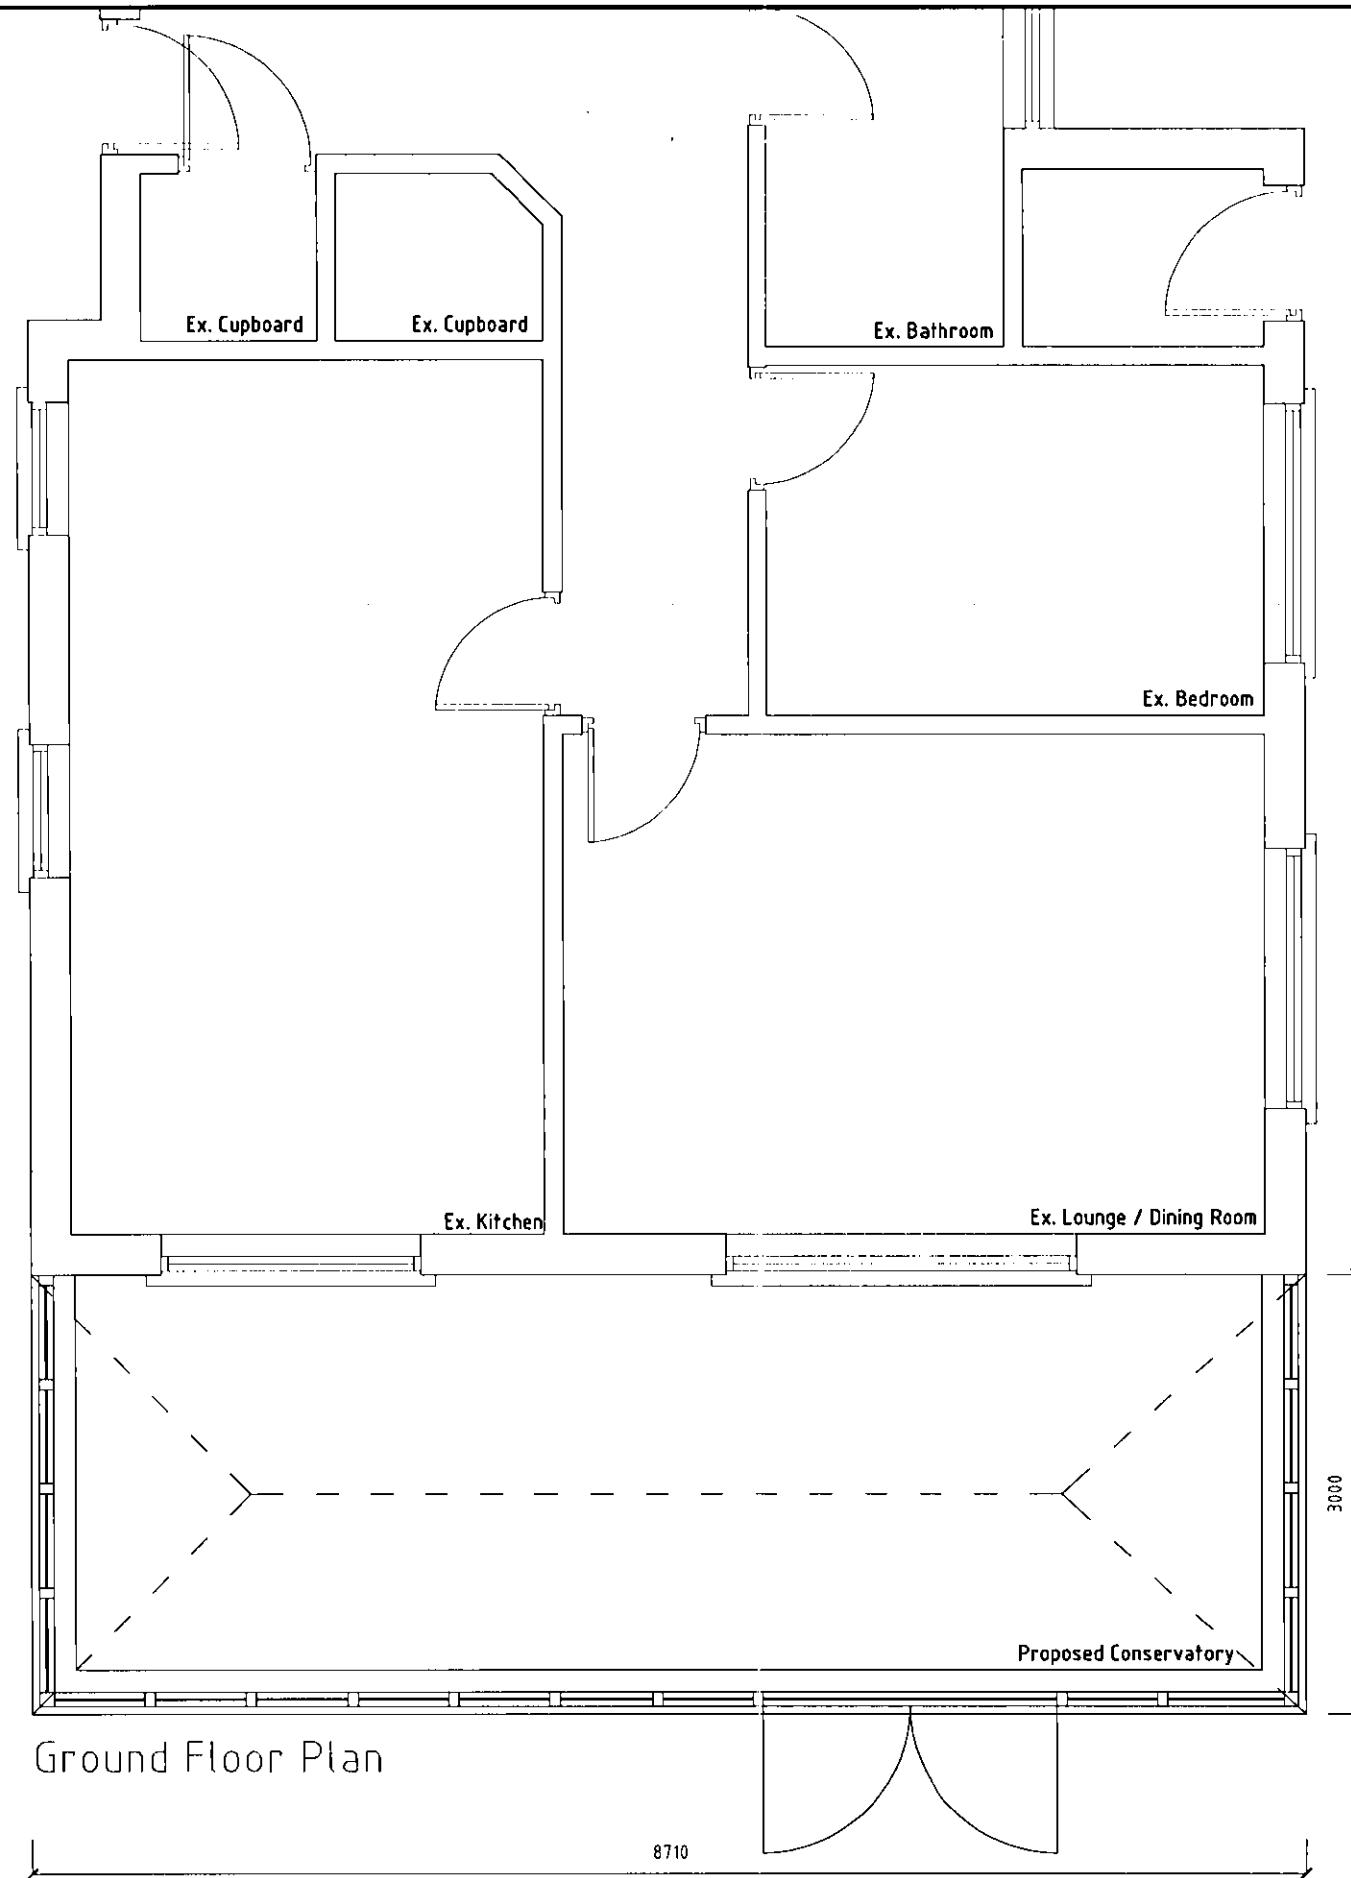 Ex. Cupboard
Ex. Cupboard
Ex. Bathroom
Ex. Bedroom
Ex. Kitchen
Ex. Lounge / Dining Room
3000
Proposed Conservatory
Ground Floor Plan
8710